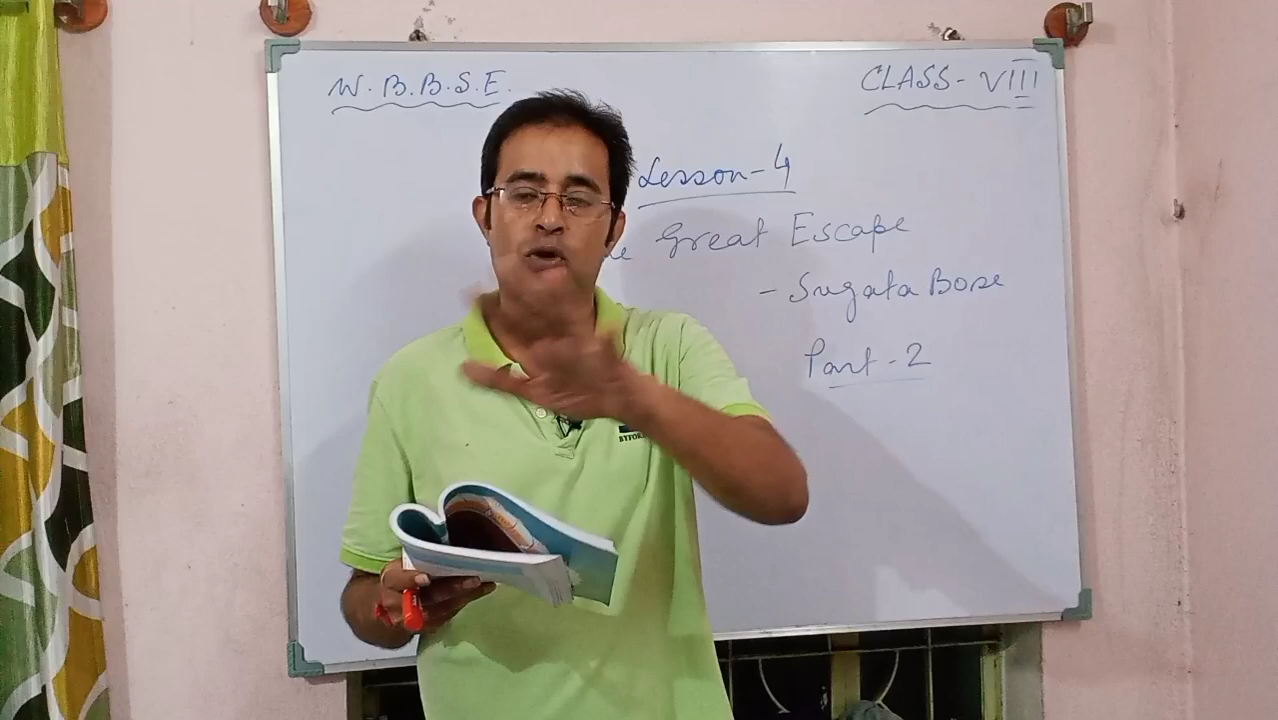 W.B.B.S.E.
CLASS-VIII
Lesson-4
Great Escape
- Sugata Bose
Part-2